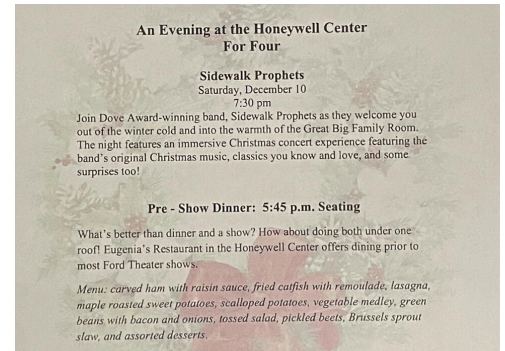 An Evening at the Honeywell Center
For Four
Sidewalk Prophets
Saturday, December 10
7:30 pm
Join Dove Award-winning band, Sidewalk Prophets as they welcome you
out of the winter cold and into the warmth of the Great Big Family Room.
The night features an immersive Christmas concert experience featuring the
band's original Christmas music, classics you know and love, and some
surprises too!
Pre - Show Dinner: 5:45 p.m. Seating
What's better than dinner and a show? How about doing both under one
roof! Eugenia's Restaurant in the Honeywell Center offers dining prior to
most Ford Theater shows.
Menu: carved ham with raisin sauce, fried catfish with remoulade, lasagna,
maple roasted sweet potatoes, scalloped potatoes, vegetable medley, green
beans with bacon and onions, tossed salad, pickled beets, Brussels sprout
slaw, and assorted desserts.